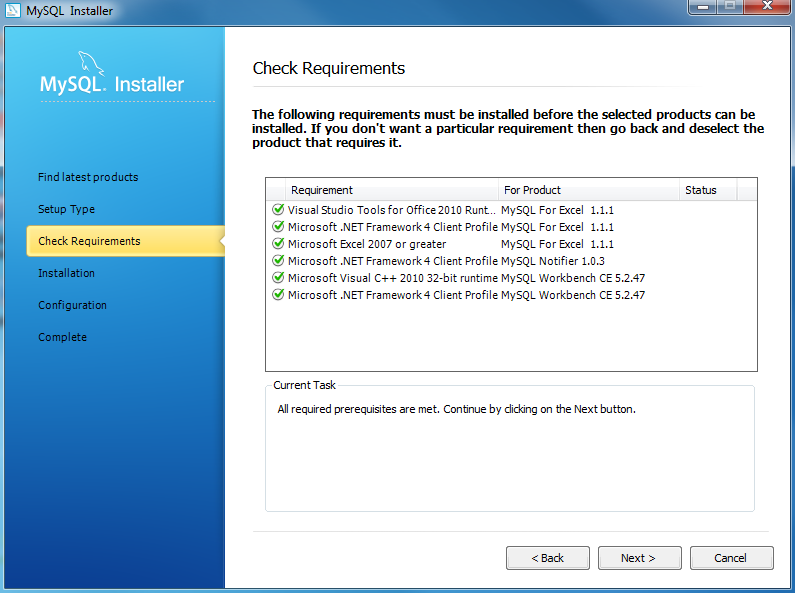 MySQL Installer
MySQL. Installer
Check Requirements
The following requirements must be installed before the selected products can be
installed. If you don't want a particular requirement then go back and deselect the
product that requires it.
Find latest products
Setup Type
Check Requirements
Installation
Configuration
Complete
Requirement For Product Status
Visual Studio Tools for Office 2010 Runt... MySQL For Excel 1.1.1
Microsoft .NET Framework 4 Client Profile MySQL For Excel 1.1.1
Microsoft Excel 2007 or greater MySQL For Excel 1.1.1
Microsoft .NET Framework 4 Client Profile MySQL Notifier 1.0.3
Microsoft Visual C++ 2010 32-bit runtime MySQL Workbench CE 5.2.47
Microsoft .NET Framework 4 Client Profile MySQL Workbench CE 5.2.47
Current Task
All required prerequisites are met. Continue by clicking on the Next button.
< Back Next > Cancel